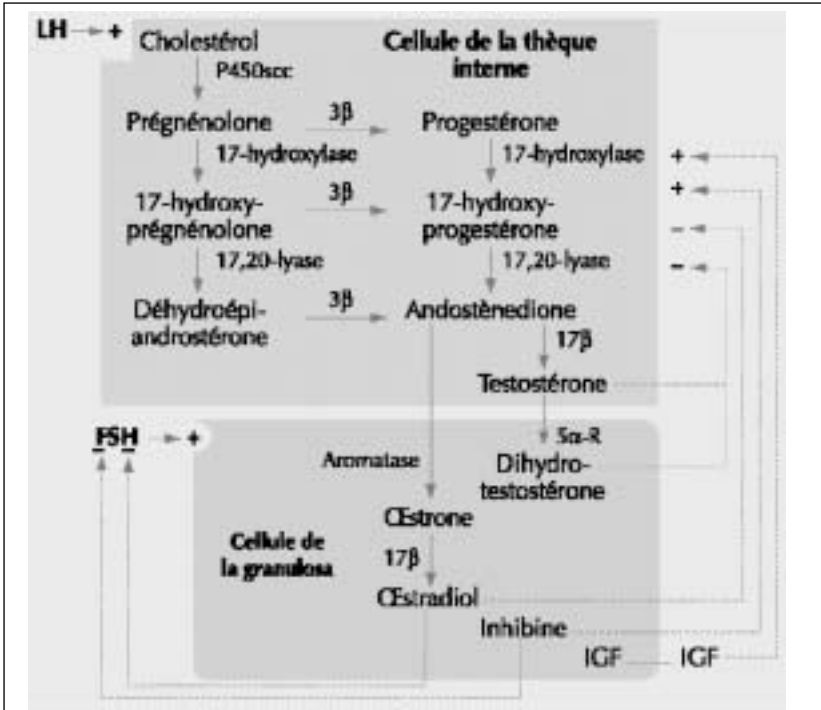 LH + Cholestérol Cellule de la thèque
interne
P450scc
Prégnénolone 3β Progestérone
17-hydroxylase 17-hydroxylase +
17-hydroxy-
prégnénolone 3β 17-hydroxy-
progestérone +
–
17,20-lyase 17,20-lyase –
Déhydroépi-
androstérone 3β Andostènedione
17β
Testostérone
FSH + 5α-R
Aromatase Dihydro-
testostérone
Œstrone
Cellule de
la granulosa 17β
Œstradiol
Inhibine
IGF IGF